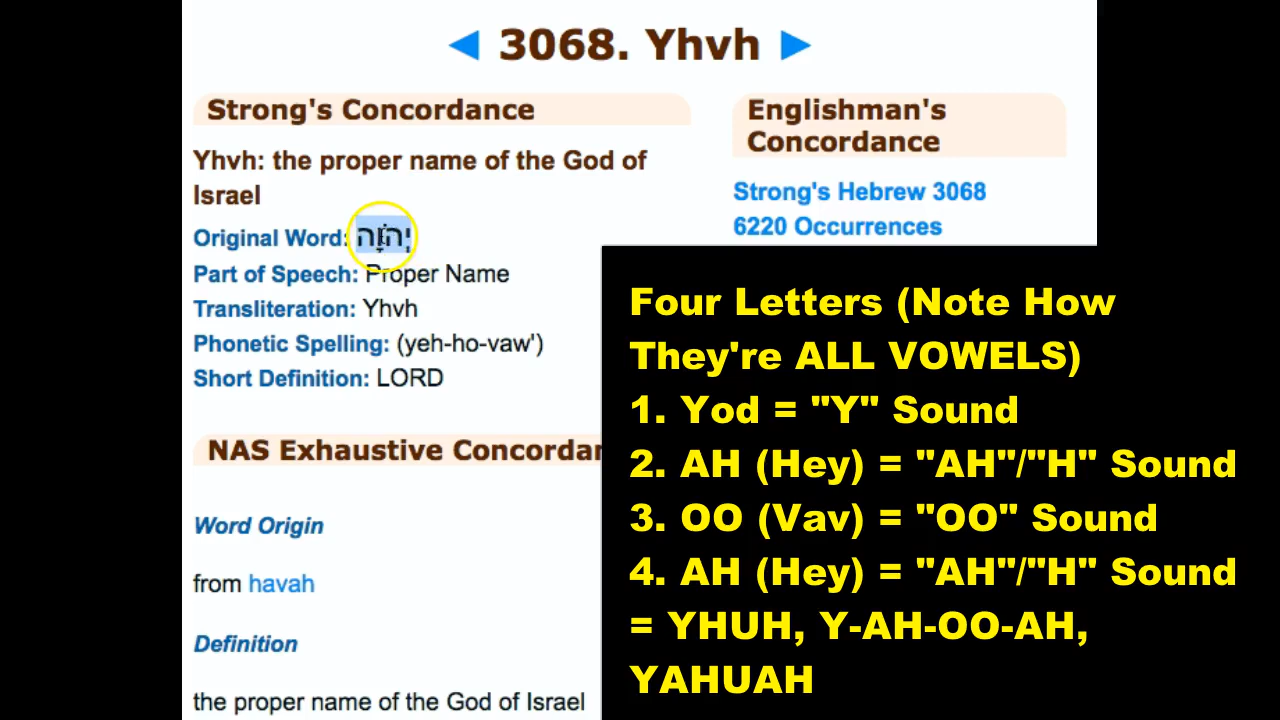 ◀ 3068. Yhvh ▶
Strong's Concordance
Yhvh: the proper name of the God of
Israel
Original Word: יְהֹוָה
Part of Speech: Proper Name
Transliteration: Yhvh
Phonetic Spelling: (yeh-ho-vaw')
Short Definition: LORD
NAS Exhaustive Concordan
Word Origin
from havah
Definition
the proper name of the God of Israel
Englishman's
Concordance
Strong's Hebrew 3068
6220 Occurrences
Four Letters (Note How
They're ALL VOWELS)
1. Yod = "Y" Sound
2. AH (Hey) = "AH"/"H" Sound
3. OO (Vav) = "OO" Sound
4. AH (Hey) = "AH"/"H" Sound
= YHUH, Y-AH-OO-AH,
YAHUAH